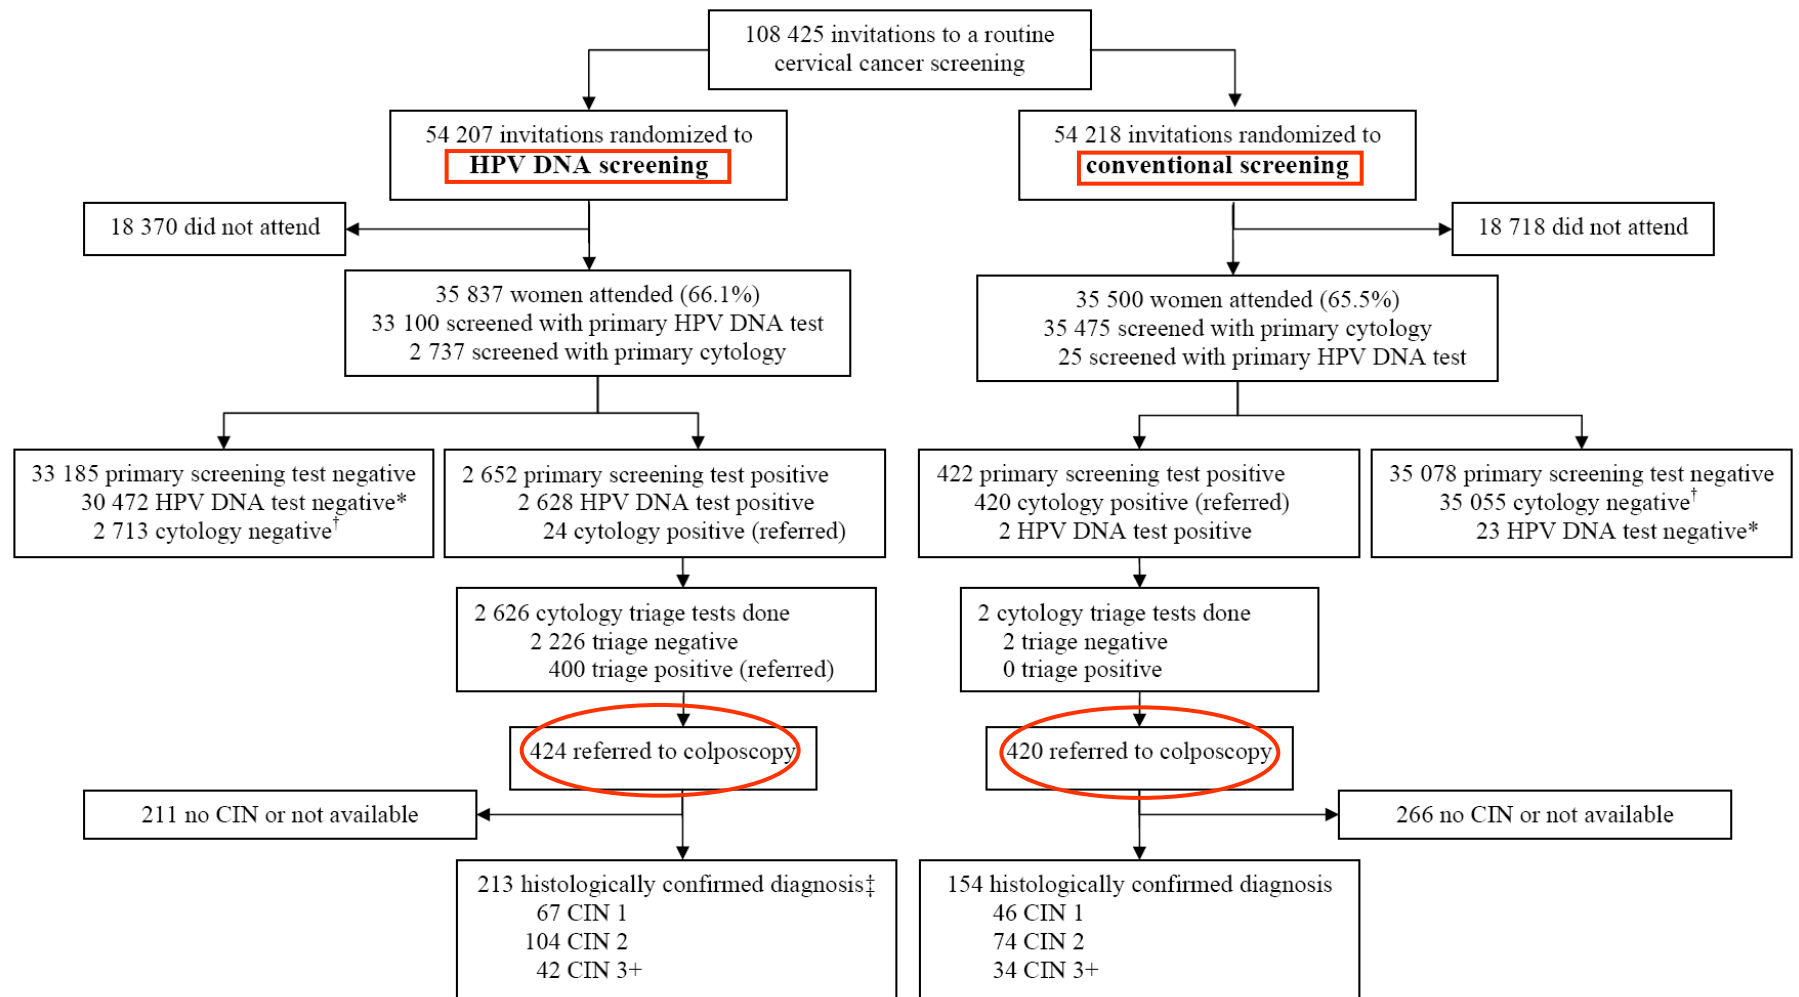 108 425 invitations to a routine
cervical cancer screening
54 207 invitations randomized to
HPV DNA screening
54 218 invitations randomized to
conventional screening
18 370 did not attend
18 718 did not attend
35 837 women attended (66.1%)
33 100 screened with primary HPV DNA test
2 737 screened with primary cytology
35 500 women attended (65.5%)
35 475 screened with primary cytology
25 screened with primary HPV DNA test
33 185 primary screening test negative
30 472 HPV DNA test negative*
2 713 cytology negative†
2 652 primary screening test positive
2 628 HPV DNA test positive
24 cytology positive (referred)
422 primary screening test positive
420 cytology positive (referred)
2 HPV DNA test positive
35 078 primary screening test negative
35 055 cytology negative†
23 HPV DNA test negative*
2 626 cytology triage tests done
2 226 triage negative
400 triage positive (referred)
2 cytology triage tests done
2 triage negative
0 triage positive
424 referred to colposcopy
420 referred to colposcopy
211 no CIN or not available
266 no CIN or not available
213 histologically confirmed diagnosis‡
67 CIN 1
104 CIN 2
42 CIN 3+
154 histologically confirmed diagnosis
46 CIN 1
74 CIN 2
34 CIN 3+